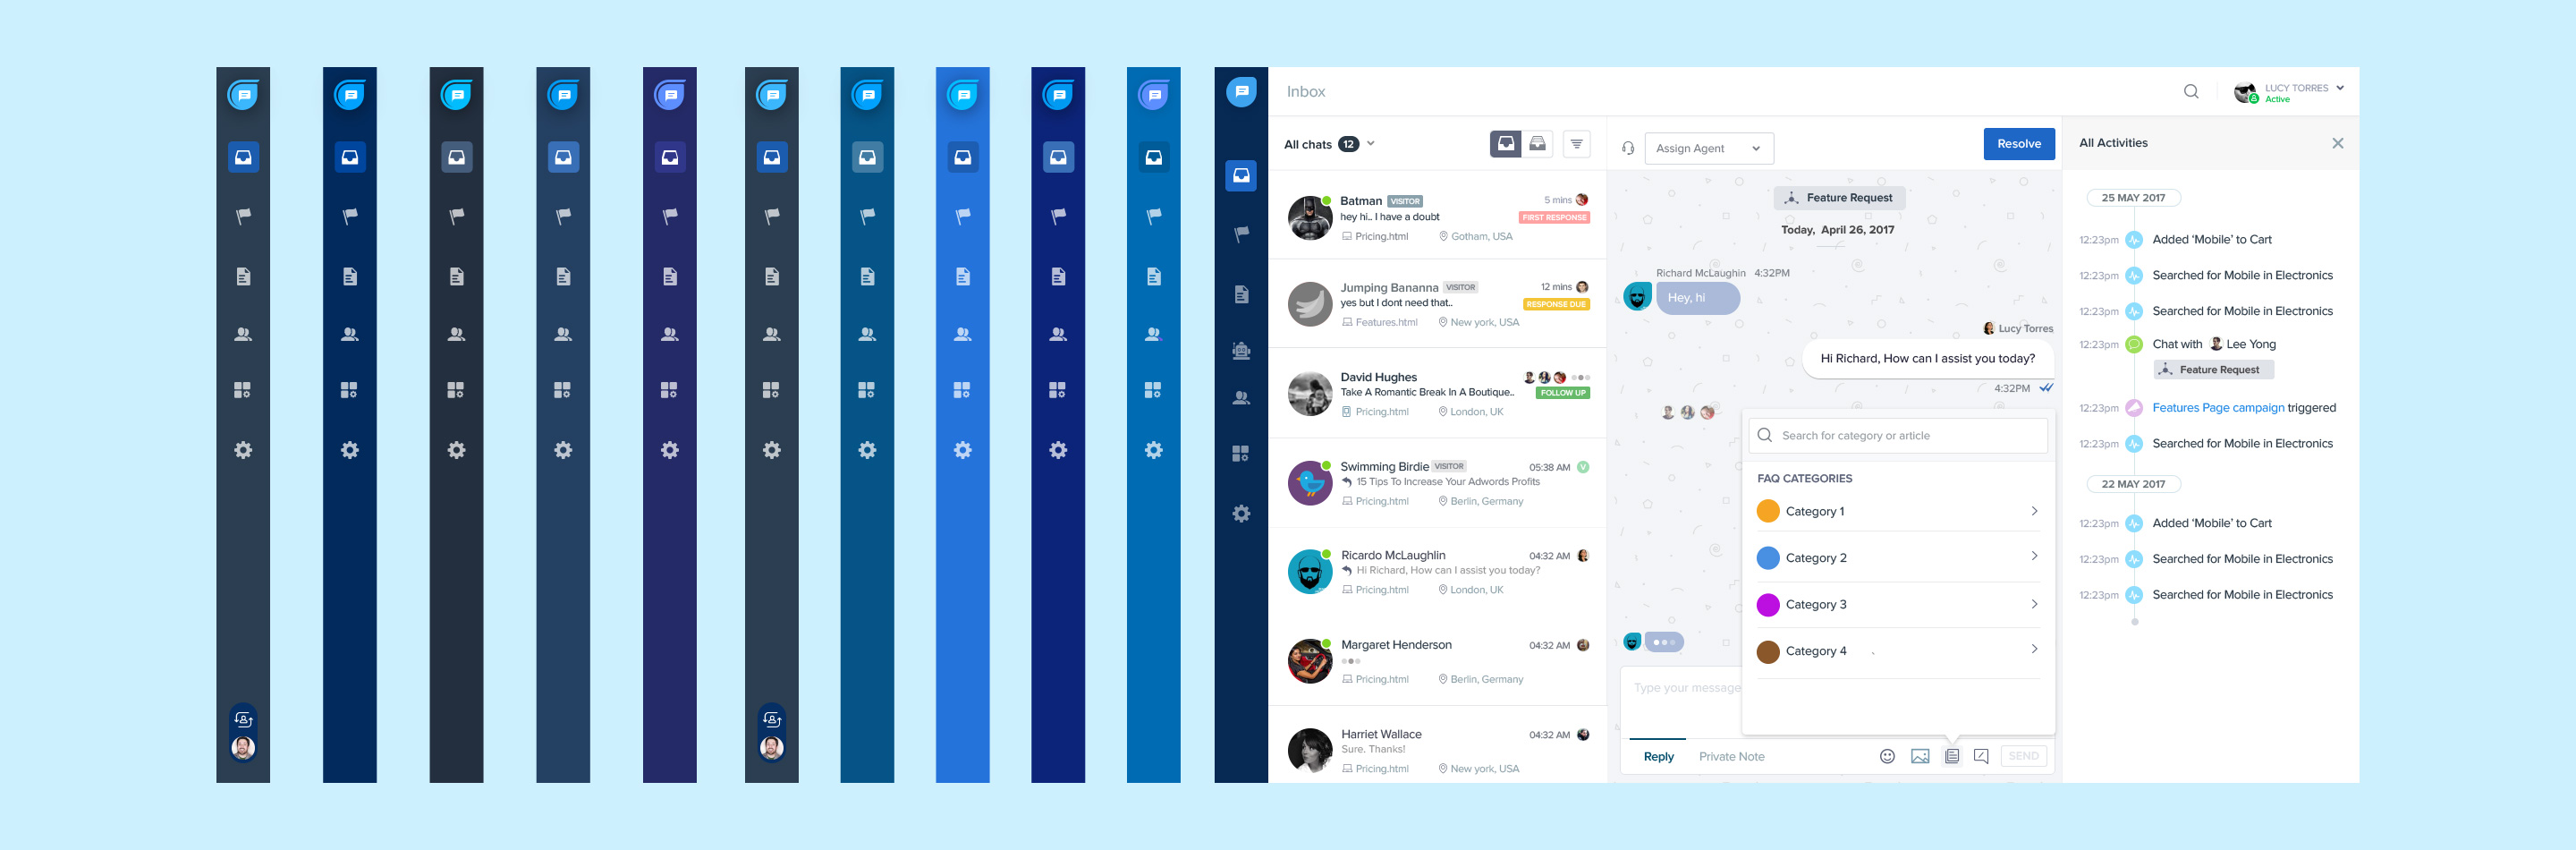 Inbox
LUCY TORRES
Active
All chats 12
Assign Agent
Resolve
All Activities
Batman VISITOR 5 mins
hey hi.. I have a doubt FIRST RESPONSE
Pricing.html Gotham, USA
Jumping Bananna VISITOR 12 mins
yes but I dont need that.. RESPONSE DUE
Features.html New york, USA
David Hughes
Take A Romantic Break In A Boutique.. FOLLOW UP
Pricing.html London, UK
Swimming Birdie VISITOR 05:38 AM V
15 Tips To Increase Your Adwords Profits
Pricing.html Berlin, Germany
Ricardo McLaughlin 04:32 AM
Hi Richard, How can I assist you today?
Pricing.html London, UK
Margaret Henderson 04:32 AM
Pricing.html Berlin, Germany
Harriet Wallace 04:32 AM
Sure. Thanks!
Pricing.html New york, USA
Feature Request
Today, April 26, 2017
Richard McLaughin 4:32PM
Hey, hi
Lucy Torres
Hi Richard, How can I assist you today?
4:32PM
Search for category or article
FAQ CATEGORIES
Category 1
Category 2
Category 3
Category 4
Type your message
Reply Private Note SEND
25 MAY 2017
12:23pm Added ‘Mobile’ to Cart
12:23pm Searched for Mobile in Electronics
12:23pm Searched for Mobile in Electronics
12:23pm Chat with Lee Yong
Feature Request
12:23pm Features Page campaign triggered
12:23pm Searched for Mobile in Electronics
22 MAY 2017
12:23pm Added ‘Mobile’ to Cart
12:23pm Searched for Mobile in Electronics
12:23pm Searched for Mobile in Electronics